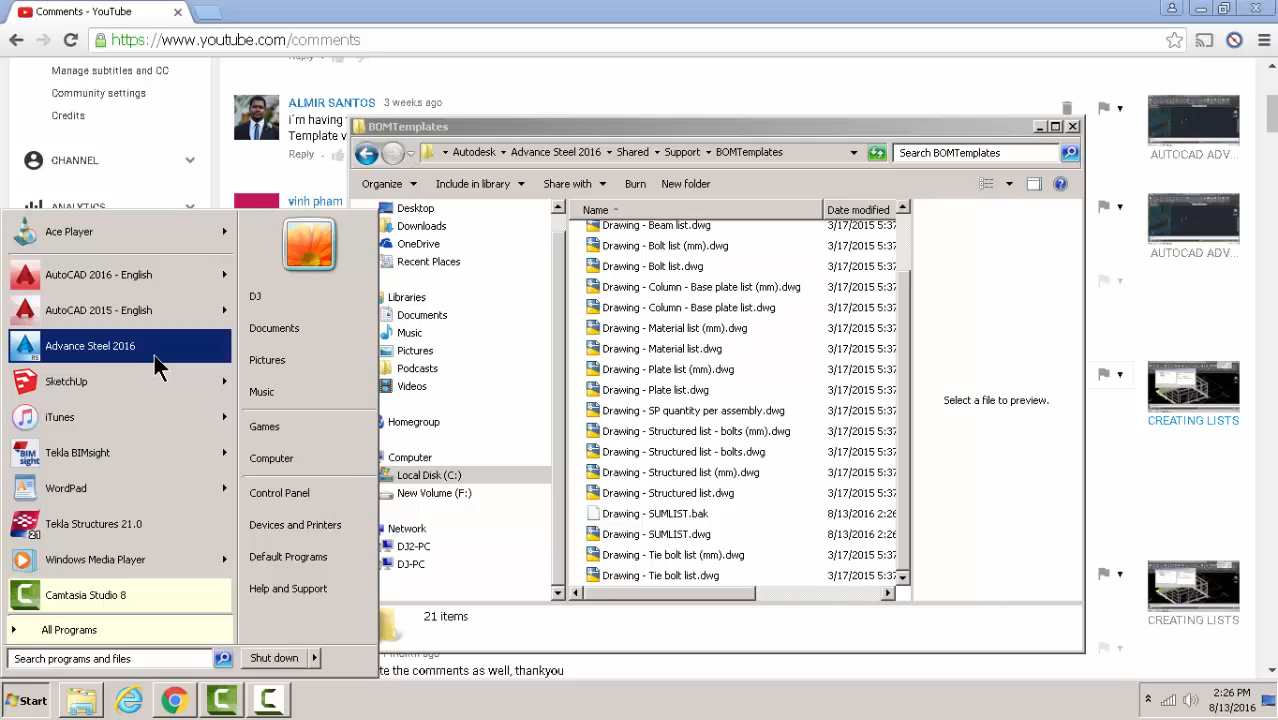 Comments - YouTube
https://www.youtube.com/comments
Manage subtitles and CC
Community settings
Credits
CHANNEL
ANALYTICS
Reply
ALMIR SANTOS 3 weeks ago
i'm having
Template v
Reply
vinh pham
AUTOCAD ADV...
AUTOCAD ADV...
CREATING LISTS
CREATING LISTS
BOMTemplates
Autodesk
Advance Steel 2016
Shared
Support
BOMTemplates
Search BOMTemplates
Organize
Include in library
Share with
Burn
New folder
Desktop
Downloads
OneDrive
Recent Places
Libraries
Documents
Music
Pictures
Podcasts
Videos
Homegroup
Computer
Local Disk (C:)
New Volume (F:)
Network
DJ2-PC
DJ-PC
Name
Date modified
Drawing - Beam list.dwg 3/17/2015 5:37
Drawing - Bolt list (mm).dwg 3/17/2015 5:37
Drawing - Bolt list.dwg 3/17/2015 5:37
Drawing - Column - Base plate list (mm).dwg 3/17/2015 5:37
Drawing - Column - Base plate list.dwg 3/17/2015 5:37
Drawing - Material list (mm).dwg 3/17/2015 5:37
Drawing - Material list.dwg 3/17/2015 5:37
Drawing - Plate list (mm).dwg 3/17/2015 5:37
Drawing - Plate list.dwg 3/17/2015 5:37
Drawing - SP quantity per assembly.dwg 3/17/2015 5:37
Drawing - Structured list - bolts (mm).dwg 3/17/2015 5:37
Drawing - Structured list - bolts.dwg 3/17/2015 5:37
Drawing - Structured list (mm).dwg 3/17/2015 5:37
Drawing - Structured list.dwg 3/17/2015 5:37
Drawing - SUMLIST.bak 8/13/2016 2:26
Drawing - SUMLIST.dwg 8/13/2016 2:26
Drawing - Tie bolt list (mm).dwg 3/17/2015 5:37
Drawing - Tie bolt list.dwg 3/17/2015 5:37
Select a file to preview.
21 items
te the comments as well, thankyou
Ace Player
AutoCAD 2016 - English
AutoCAD 2015 - English
Advance Steel 2016
SketchUp
iTunes
Tekla BIMsight
WordPad
Tekla Structures 21.0
Windows Media Player
Camtasia Studio 8
All Programs
Search programs and files
DJ
Documents
Pictures
Music
Games
Computer
Control Panel
Devices and Printers
Default Programs
Help and Support
Shut down
Start
2:26 PM
8/13/2016